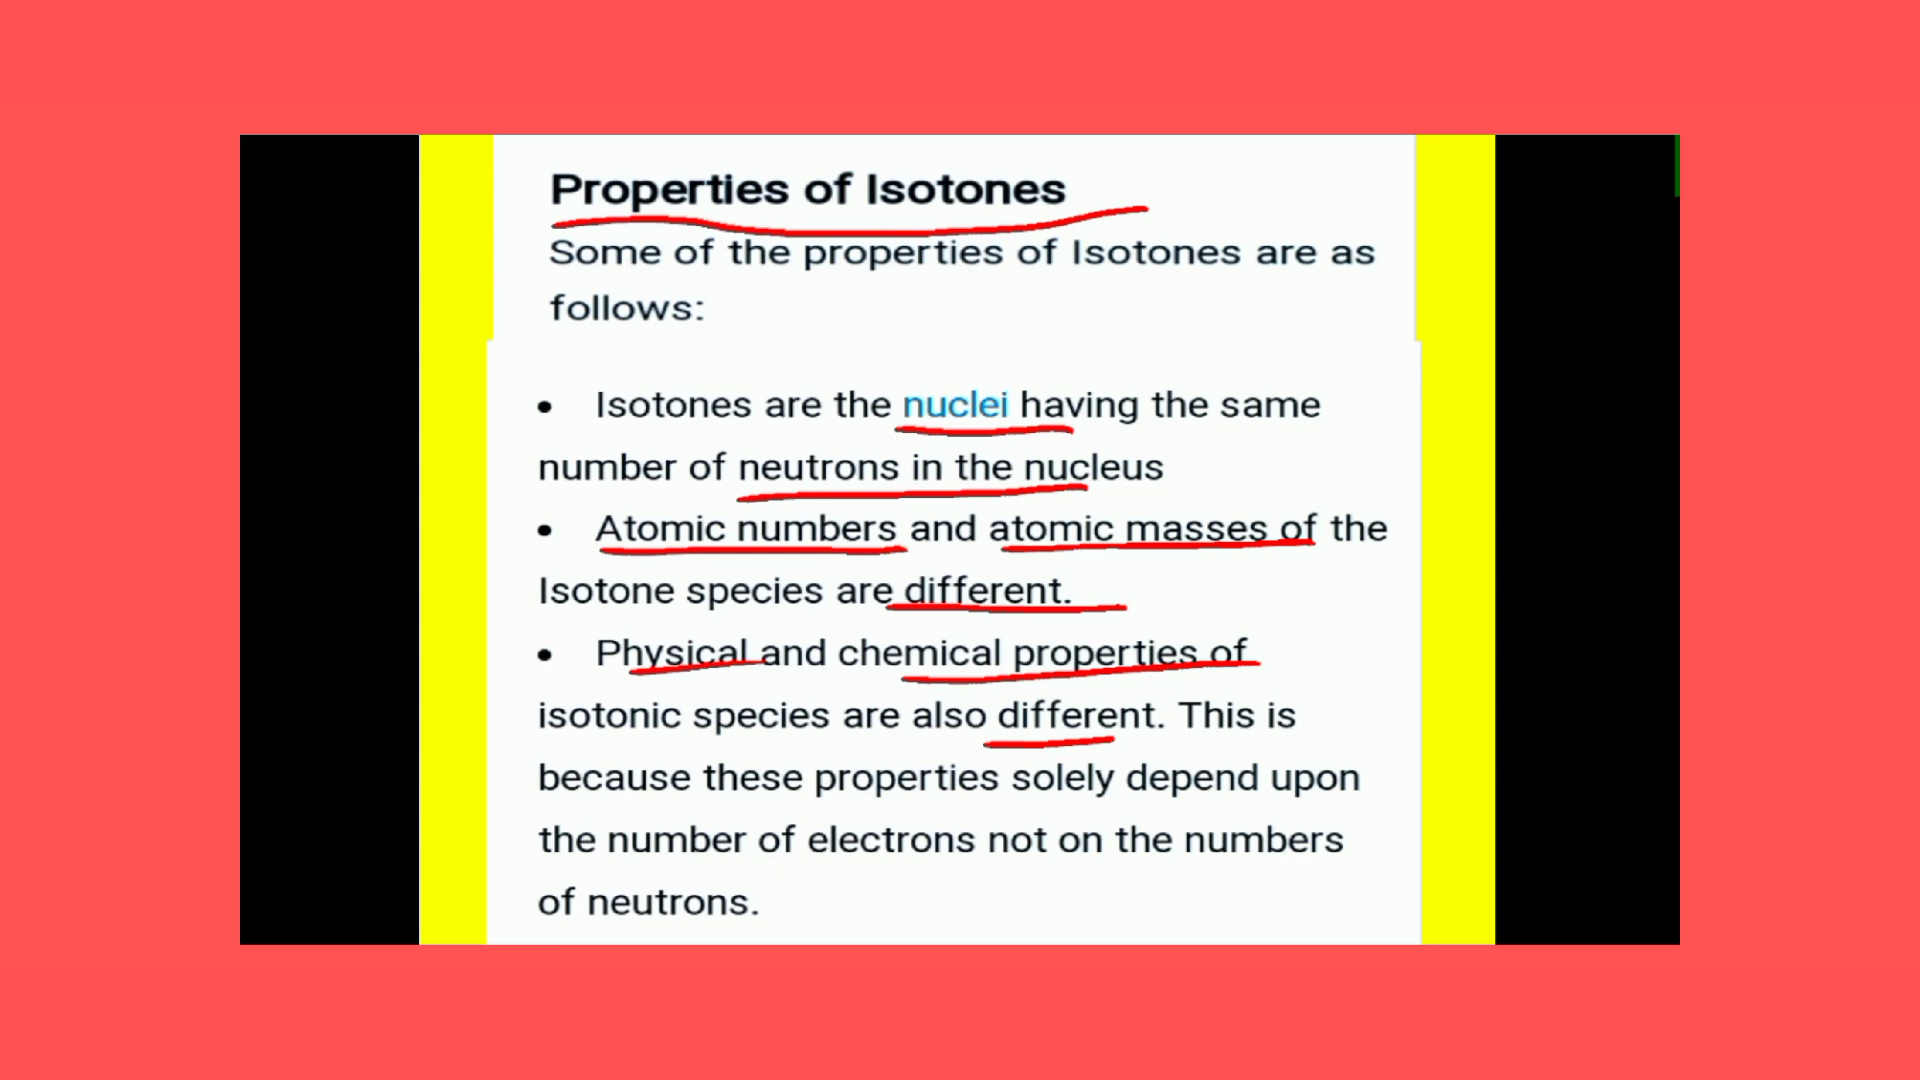 Properties of Isotones
Some of the properties of Isotones are as
follows:
• Isotones are the nuclei having the same
number of neutrons in the nucleus
• Atomic numbers and atomic masses of the
Isotone species are different.
• Physical and chemical properties of
isotonic species are also different. This is
because these properties solely depend upon
the number of electrons not on the numbers
of neutrons.